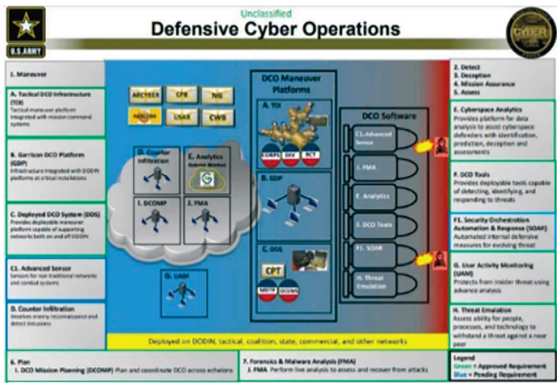 Unclassified
Defensive Cyber Operations
U.S.ARMY
CYBER
1. Maneuver
A. Tactical DCO Infrastructure
(TDI)
Tactical maneuver platform
integrated with mission command
systems
B. Garrison DCO Platform
(GDP)
Infrastructure integrated with DODIN
platforms at critical installations
C. Deployed DCO System (DDS)
Provides deployable maneuver
platform capable of supporting
networks both on and off DODIN
C1. Advanced Sensor
Sensors for non traditional networks
and combat systems
D. Counter Infiltration
enemy reconnaissance and
detect intrusions
ARCYBER
CPB
NG
NETCOM
USAR
CWB
D. Counter
Infiltration
E. Analytics
I. DCOMP
J. FMA
G. UAM
DCO Maneuver
Platforms
A. TDI
CORPS
DIV
BCT
B. GDP
C. DDS
CPT
MDTF
DCO Software
C1. Advanced
Sensor
J. FMA
E. Analytics
F. DCO Tools
F1. SOAR
H. Threat
Emulation
Deployed on DODIN, tactical, coalition, state, commercial, and other networks
2. Detect
3. Deception
4. Mission Assurance
5. Assess
E. Cyberspace Analytics
Provides platform for data
analysis to assist cyberspace
defenders with identification,
prediction, deception and
assessments
F. DCO Tools
Provides deployable tools capable
of detecting, identifying, and
responding to threats
F1. Security Orchestration
Automation & Response (SOAR)
Automated internal defensive
measures for evolving threat
G. User Activity Monitoring
(UAM)
Protects from insider threat using
advance analysis
H. Threat Emulation
Assess ability for people,
processes, and technology to
withstand a threat against a near
peer
6. Plan
I. DCO Mission Planning (DCOMP) Plan and coordinate DCO across echelons
7. Forensics & Malware Analysis (FMA)
J. FMA Perform live analysis to assess and recover from attacks
Legend
Green = Approved Requirement
Blue = Pending Requirement